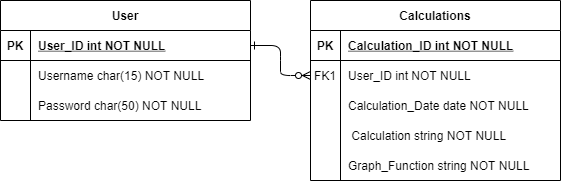 User
PK User_ID int NOT NULL
Username char(15) NOT NULL
Password char(50) NOT NULL
Calculations
PK Calculation_ID int NOT NULL
FK1 User_ID int NOT NULL
Calculation_Date date NOT NULL
Calculation string NOT NULL
Graph_Function string NOT NULL